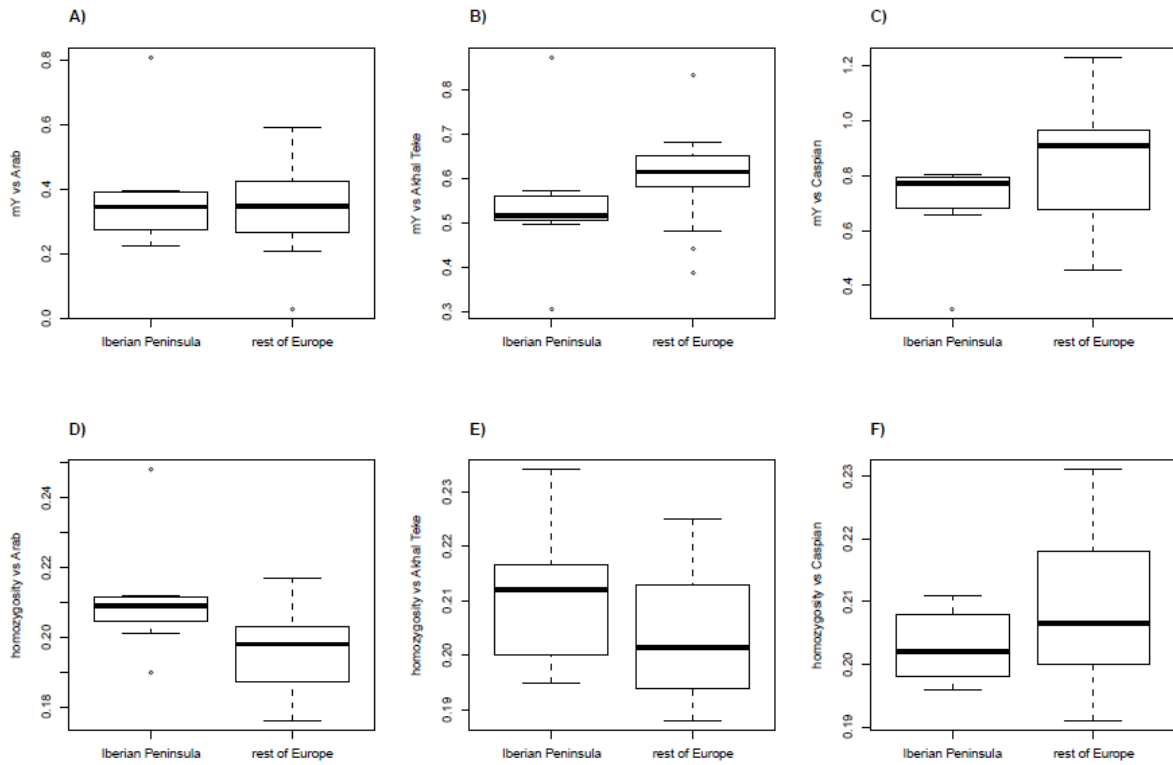 A)
mY vs Arab
0.8
0.6
0.4
0.2
0.0
Iberian Peninsula
rest of Europe
B)
mY vs Akhal Teke
0.8
0.7
0.6
0.5
0.4
0.3
Iberian Peninsula
rest of Europe
C)
mY vs Caspian
1.2
1.0
0.8
0.6
0.4
Iberian Peninsula
rest of Europe
D)
homozygosity vs Arab
0.24
0.20
0.18
Iberian Peninsula
rest of Europe
E)
homozygosity vs Akhal Teke
0.23
0.22
0.21
0.20
0.19
Iberian Peninsula
rest of Europe
F)
homozygosity vs Caspian
0.23
0.22
0.21
0.20
0.19
Iberian Peninsula
rest of Europe